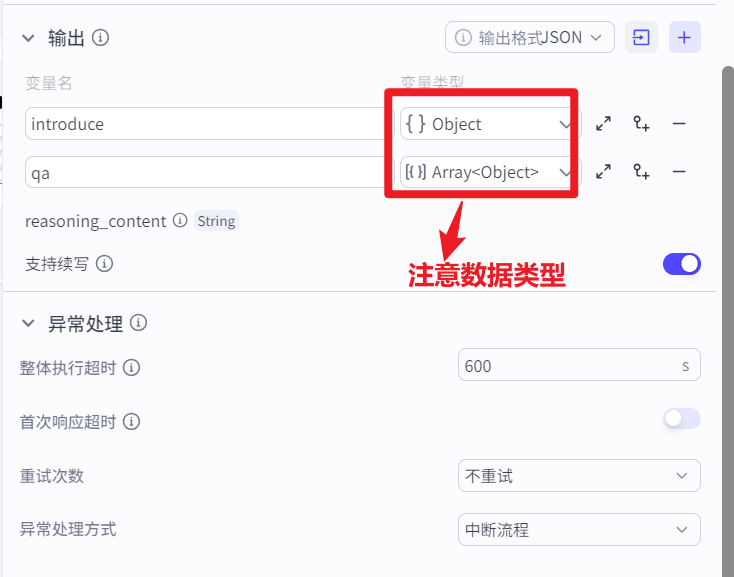 输出
输出格式JSON
变量名 变量类型
introduce { } Object
qa [{}] Array<Object>
reasoning_content String
支持续写
注意数据类型
异常处理
整体执行超时 600 s
首次响应超时
重试次数 不重试
异常处理方式 中断流程